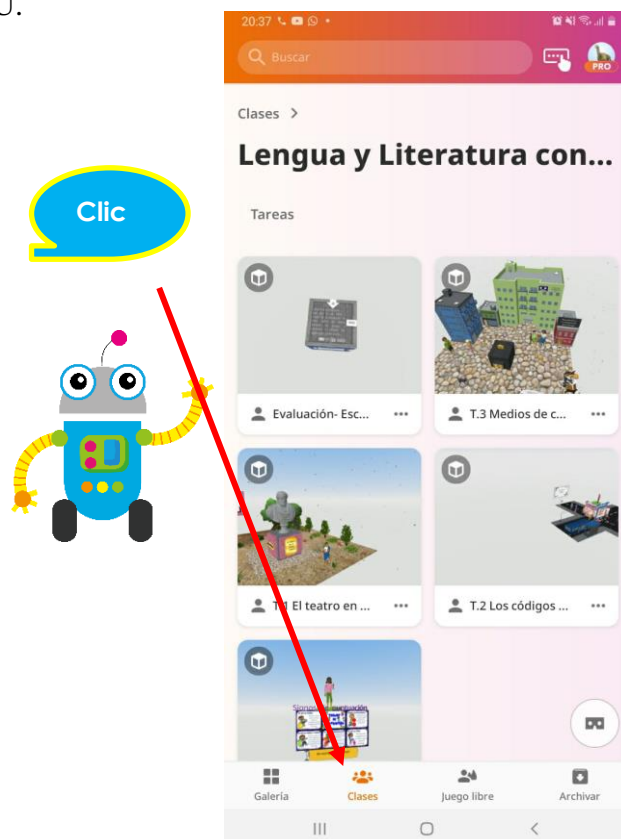 U.
20:37
Buscar
PRO
Clases >
Lengua y Literatura con...
Clic
Tareas
Evaluación- Esc... ...
T.3 Medios de c... ...
T.1 El teatro en ... ...
T.2 Los códigos ... ...
Galería
Clases
Juego libre
Archivar